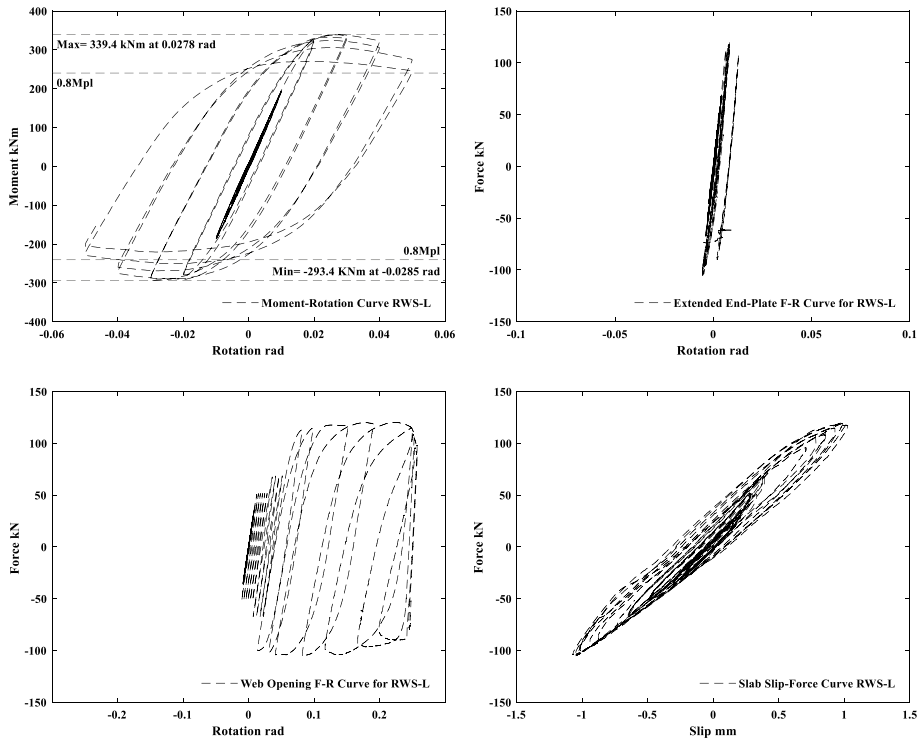 400
300
200
100
0
-100
-200
-300
-400
Moment kNm
Max= 339.4 kNm at 0.0278 rad
0.8Mpl
0.8Mpl
Min= -293.4 KNm at -0.0285 rad
Moment-Rotation Curve RWS-L
-0.06 -0.04 -0.02 0 0.02 0.04 0.06
Rotation rad
150
100
50
0
-50
-100
-150
Force kN
Extended End-Plate F-R Curve for RWS-L
-0.1 -0.05 0 0.05 0.1
Rotation rad
150
100
50
0
-50
-100
-150
Force kN
Web Opening F-R Curve for RWS-L
-0.2 -0.1 0 0.1 0.2
Rotation rad
150
100
50
0
-50
-100
-150
Force kN
Slab Slip-Force Curve RWS-L
-1.5 -1 -0.5 0 0.5 1 1.5
Slip mm